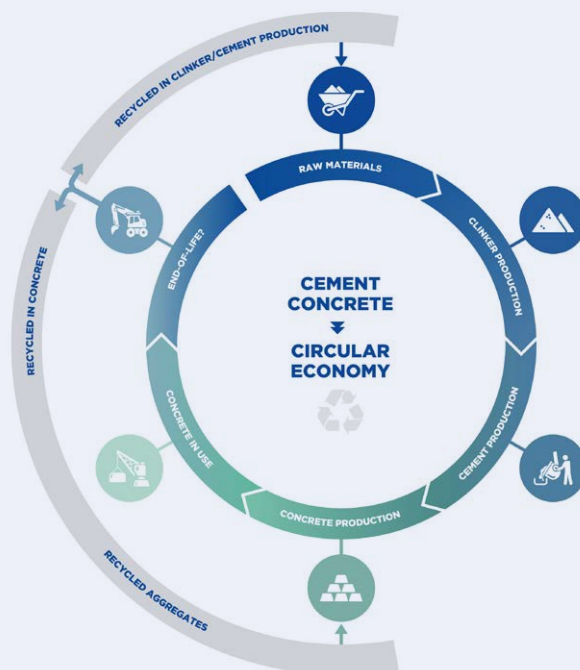 RECYCLED IN CLINKER/CEMENT PRODUCTION
RAW MATERIALS
CLINKER PRODUCTION
CEMENT PRODUCTION
CONCRETE PRODUCTION
CONCRETE IN USE
END-OF-LIFE?
CEMENT
CONCRETE
CIRCULAR
ECONOMY
RECYCLED IN CONCRETE
RECYCLED AGGREGATES